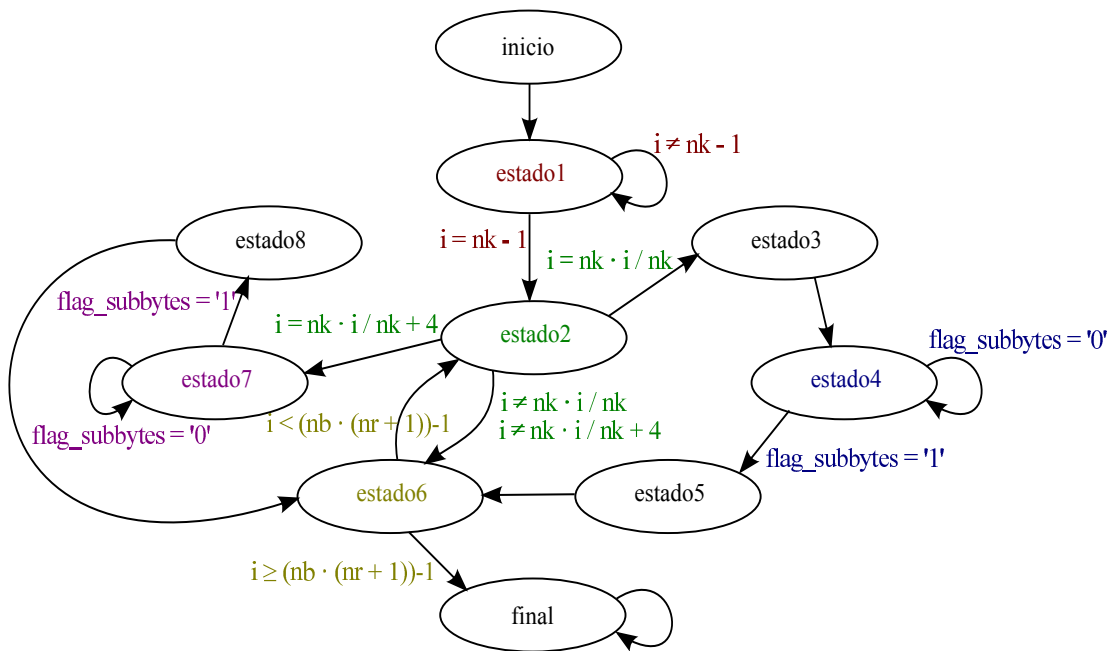 inicio
i ≠ nk - 1
estado1
i = nk - 1
estado8
estado3
i = nk · i / nk
flag_subbytes = '1'
i = nk · i / nk + 4
estado2
flag_subbytes = '0'
estado7
estado4
i ≠ nk · i / nk
i < (nb · (nr + 1))-1
i ≠ nk · i / nk + 4
flag_subbytes = '0'
flag_subbytes = '1'
estado6
estado5
i ≥ (nb · (nr + 1))-1
final